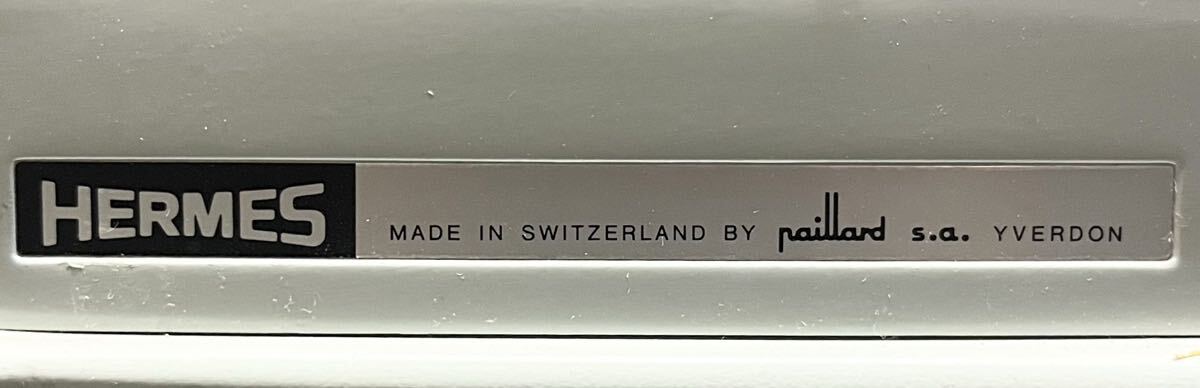 HERMES MADE IN SWITZERLAND BY paillard s.a. YVERDON